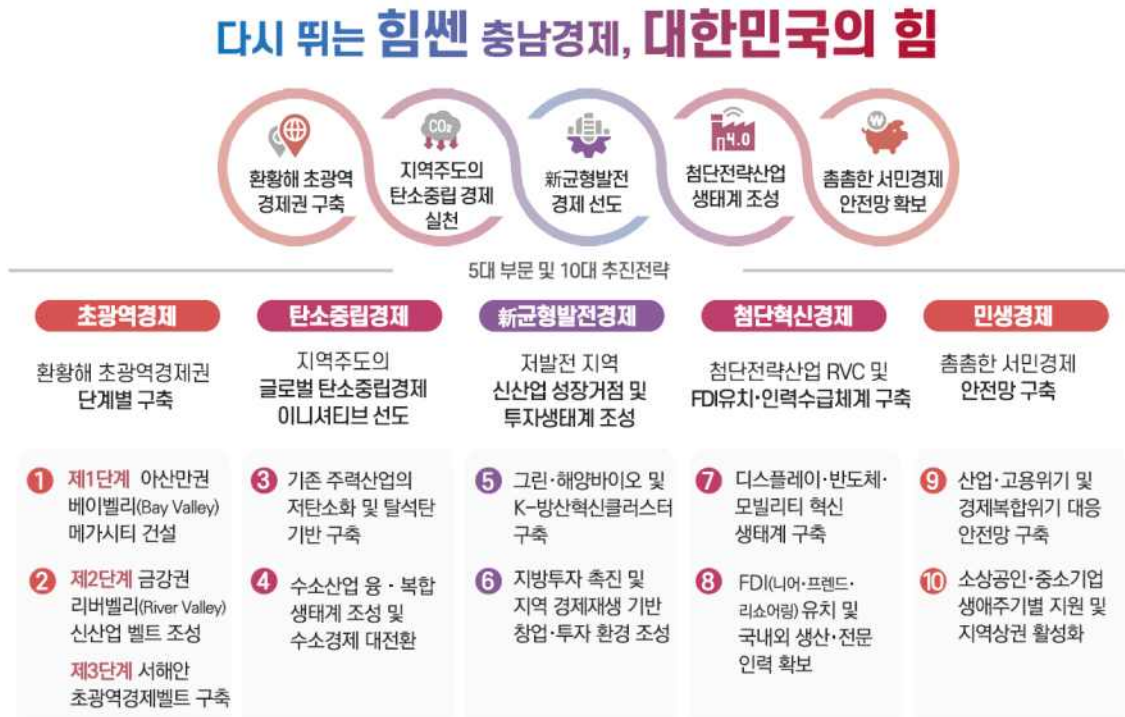 다시 뛰는 힘쎈 충남경제, 대한민국의 힘
환황해 초광역
경제권 구축
CO₂
지역주도의
탄소중립 경제
실천
新균형발전
경제 선도
4.0
첨단전략산업
생태계 조성
W
촘촘한 서민경제
안전망 확보
5대 부문 및 10대 추진전략
초광역경제
환황해 초광역경제권
단계별 구축
1 제1단계 아산만권
베이밸리(Bay Valley)
메가시티 건설
2 제2단계 금강권
리버밸리(River Valley)
신산업 벨트 조성
제3단계 서해안
초광역경제벨트 구축
탄소중립경제
지역주도의
글로벌 탄소중립경제
이니셔티브 선도
3 기존 주력산업의
저탄소화 및 탈석탄
기반 구축
4 수소산업 융·복합
생태계 조성 및
수소경제 대전환
新균형발전경제
저발전 지역
신산업 성장거점 및
투자생태계 조성
5 그린·해양바이오 및
K-방산혁신클러스터
구축
6 지방투자 촉진 및
지역 경제재생 기반
창업·투자 환경 조성
첨단혁신경제
첨단전략산업 RVC 및
FDI유치·인력수급체계 구축
7 디스플레이·반도체·
모빌리티 혁신
생태계 구축
8 FDI(니어·프렌드·
리쇼어링) 유치 및
국내외 생산·전문
인력 확보
민생경제
촘촘한 서민경제
안전망 구축
9 산업·고용위기 및
경제복합위기 대응
안전망 구축
10 소상공인·중소기업
생애주기별 지원 및
지역상권 활성화